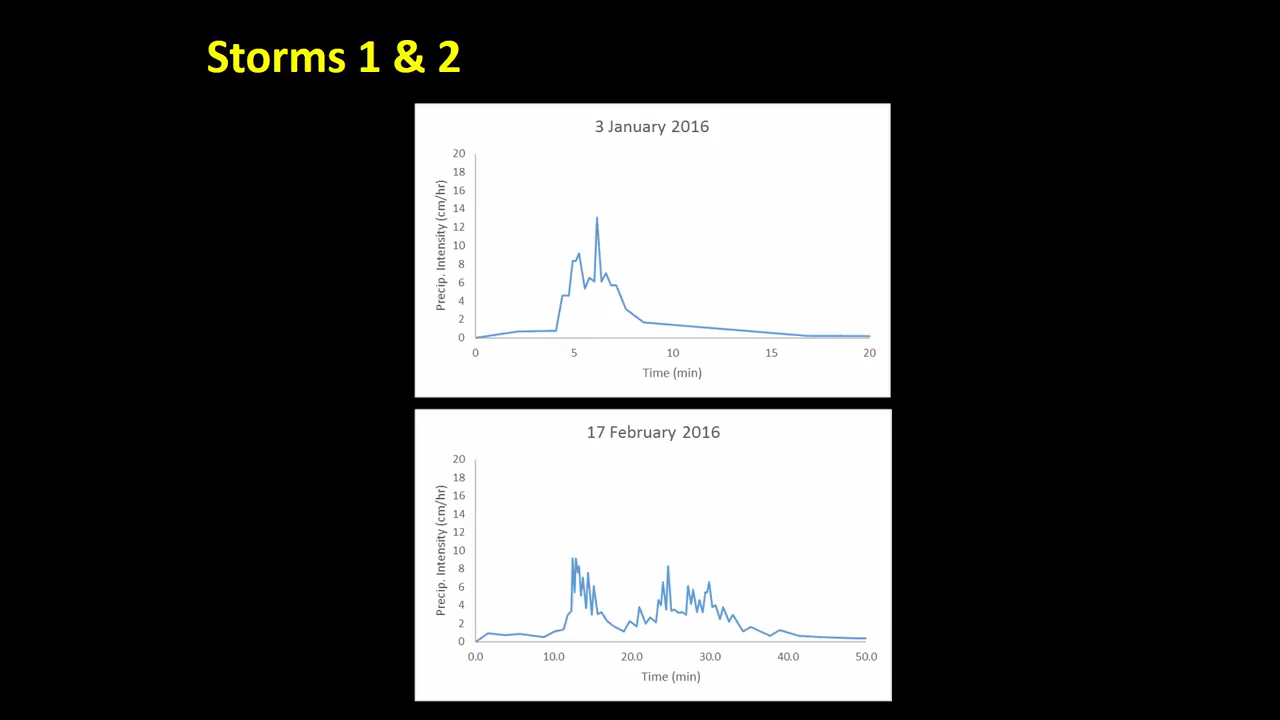 Storms 1 & 2
3 January 2016
Precip. Intensity (cm/hr)
20
18
16
14
12
10
8
6
4
2
0
0 5 10 15 20
Time (min)
17 February 2016
Precip. Intensity (cm/hr)
20
18
16
14
12
10
8
6
4
2
0
0.0 10.0 20.0 30.0 40.0 50.0
Time (min)